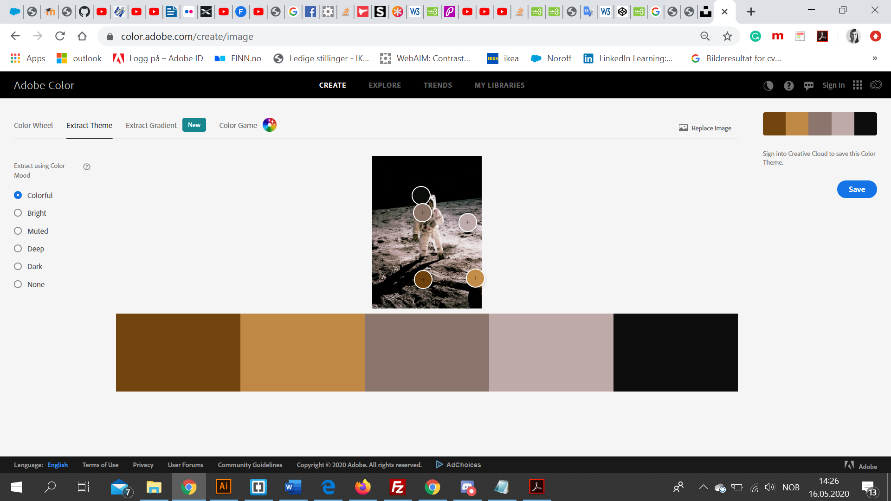 color.adobe.com/create/image
Apps
outlook
Logg på – Adobe ID
FINN.no
Ledige stillinger - IK...
WebAIM: Contrast...
ikea
Noroff
LinkedIn Learning:...
Bilderesultat for cv...
»
Adobe Color
CREATE
EXPLORE
TRENDS
MY LIBRARIES
Sign In
Color Wheel
Extract Theme
Extract Gradient
New
Color Game
Replace Image
Extract using Color
Mood
Colorful
Bright
Muted
Deep
Dark
None
Sign into Creative Cloud to save this Color
Theme.
Save
Language: English
Terms of Use
Privacy
User Forums
Community Guidelines
Copyright © 2020 Adobe. All rights reserved.
AdChoices
Adobe
7
NOR
14:26
16.05.2020
13